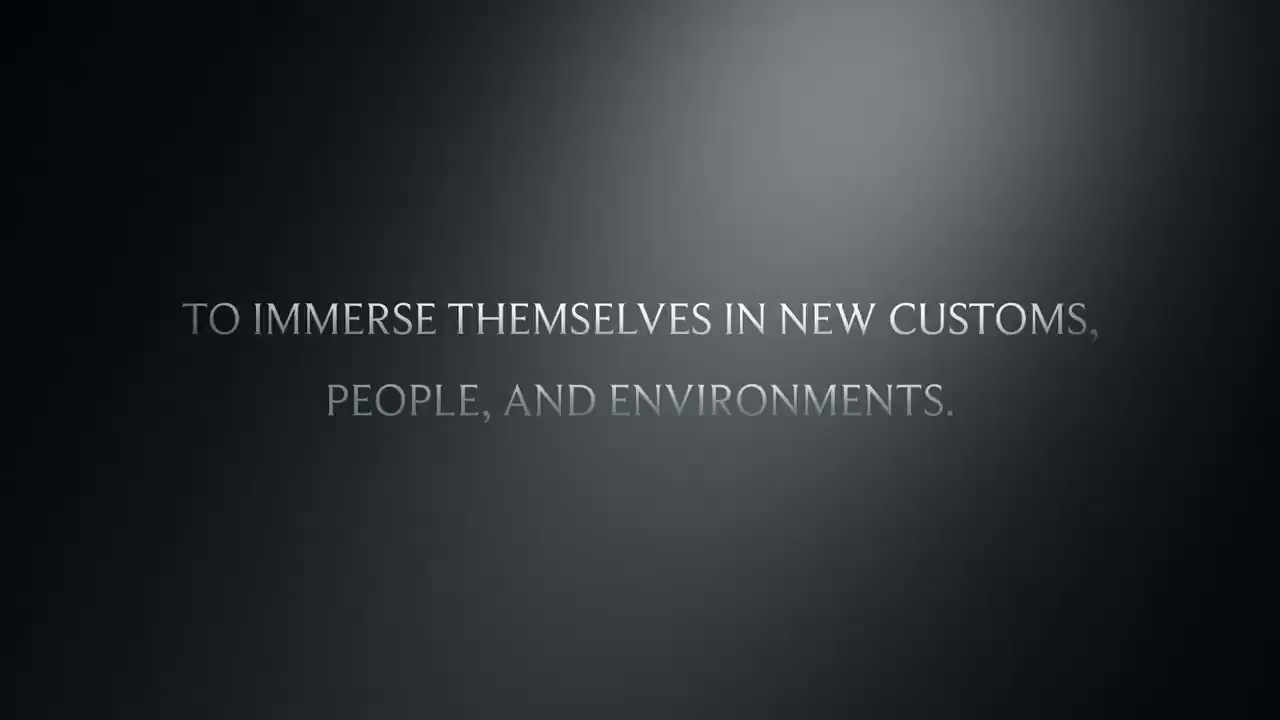 TO IMMERSE THEMSELVES IN NEW CUSTOMS,
PEOPLE, AND ENVIRONMENTS.